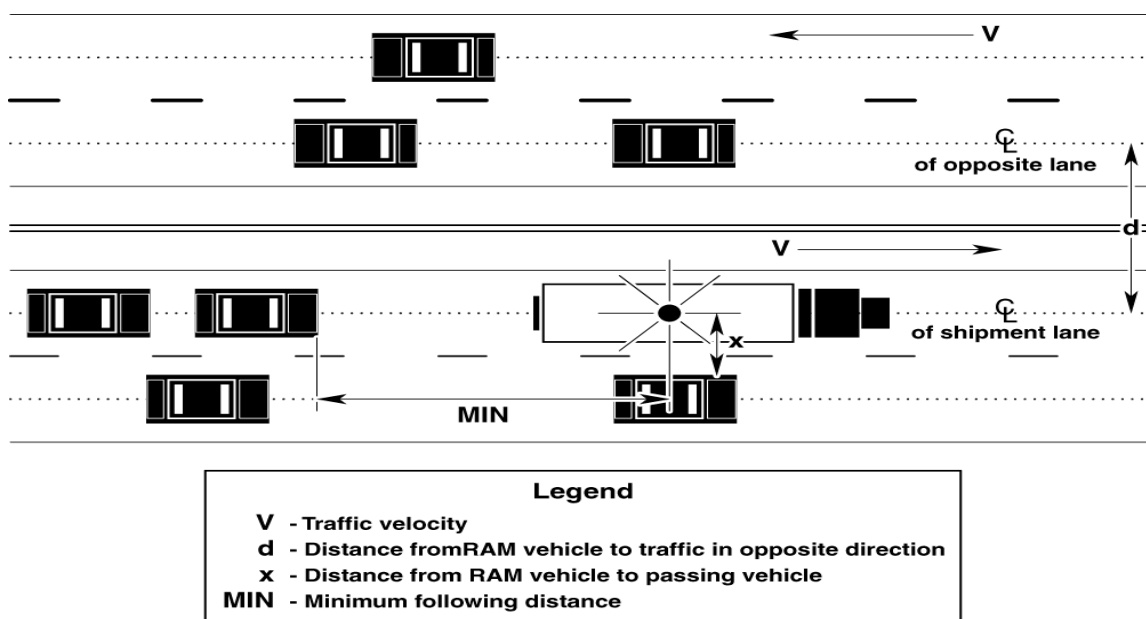 V
℄
of opposite lane
d
V
℄
of shipment lane
x
MIN
Legend
V - Traffic velocity
d - Distance fromRAM vehicle to traffic in opposite direction
x - Distance from RAM vehicle to passing vehicle
MIN - Minimum following distance